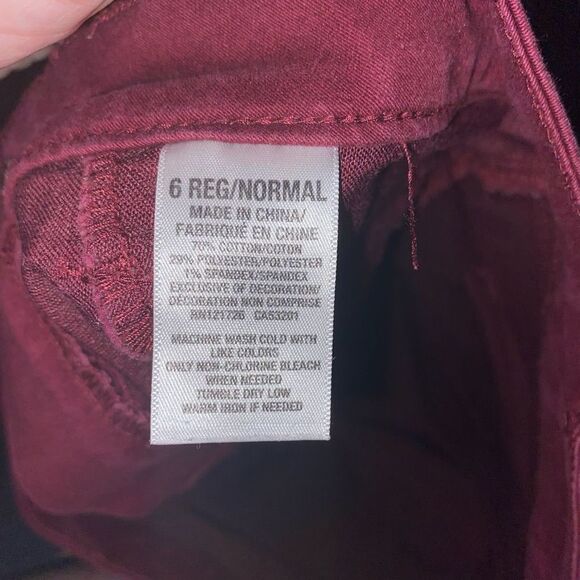 6 REG/NORMAL
MADE IN CHINA/
FABRIQUÉ EN CHINE
70% COTTON/COTON
29% POLYESTER/POLYESTER
1% SPANDEX/SPANDEX
EXCLUSIVE OF DECORATION/
DÉCORATION NON COMPRISE
RN121726 CA53201
MACHINE WASH COLD WITH
LIKE COLORS
ONLY NON-CHLORINE BLEACH
WHEN NEEDED
TUMBLE DRY LOW
WARM IRON IF NEEDED